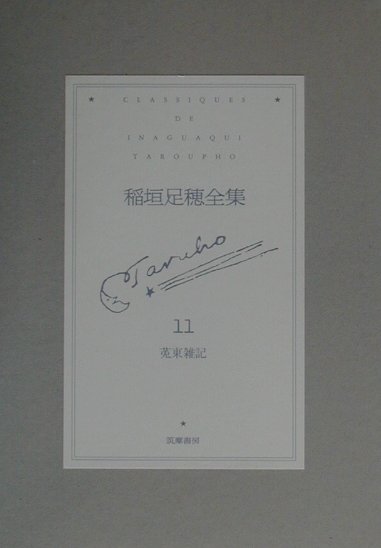 ★ CLASSIQUES ★
DE
INAGUAQUI
TAROUPHO
稲垣足穂全集
Taruho
11
菟東雑記
★
筑摩書房